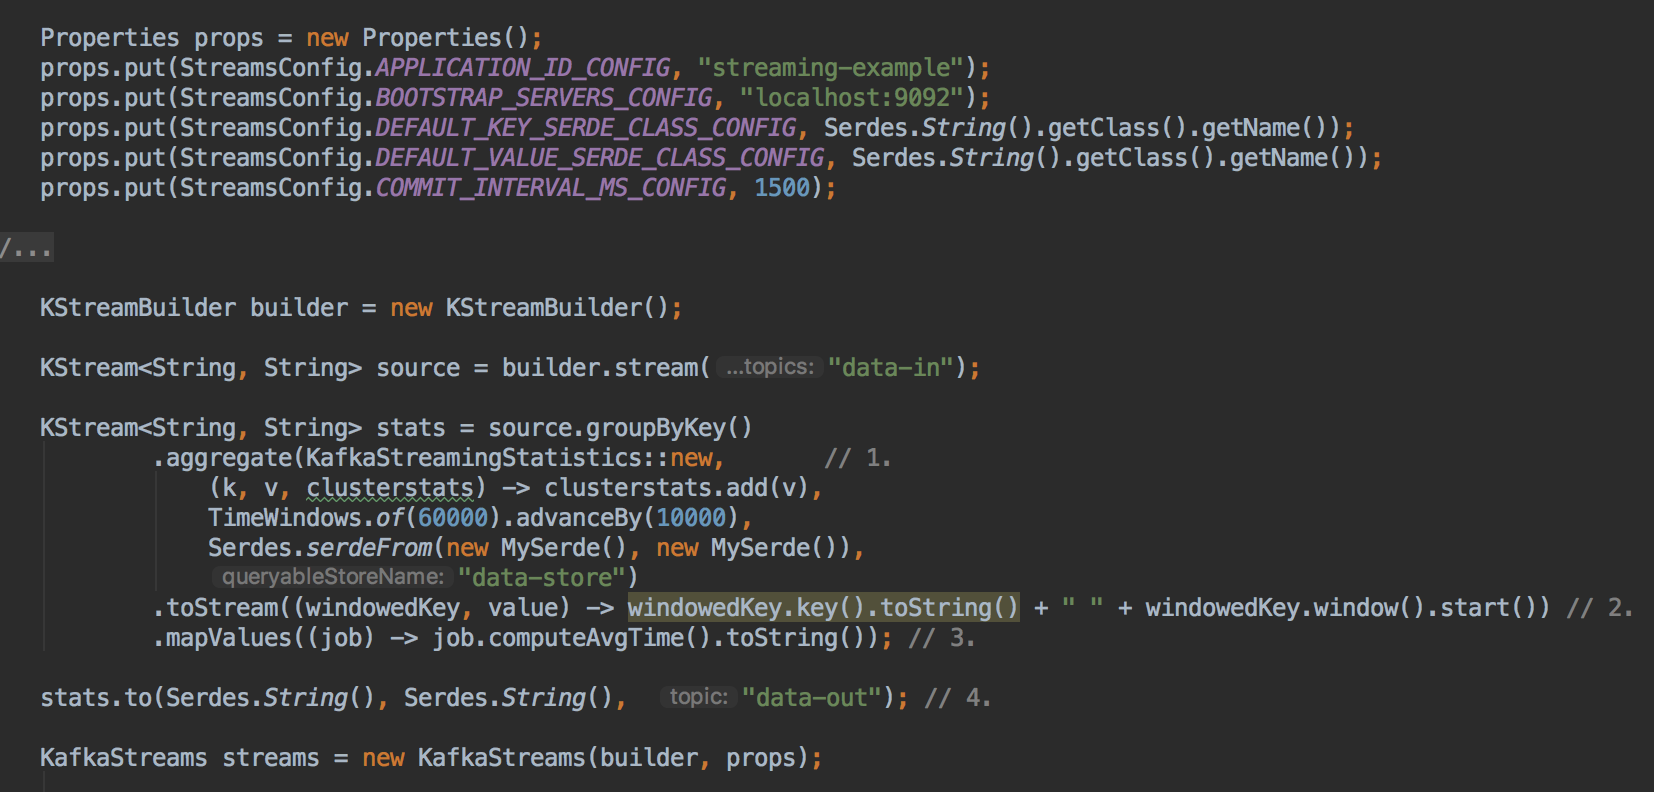 Properties props = new Properties();
props.put(StreamsConfig.APPLICATION_ID_CONFIG, "streaming-example");
props.put(StreamsConfig.BOOTSTRAP_SERVERS_CONFIG, "localhost:9092");
props.put(StreamsConfig.DEFAULT_KEY_SERDE_CLASS_CONFIG, Serdes.String().getClass().getName());
props.put(StreamsConfig.DEFAULT_VALUE_SERDE_CLASS_CONFIG, Serdes.String().getClass().getName());
props.put(StreamsConfig.COMMIT_INTERVAL_MS_CONFIG, 1500);
/...
KStreamBuilder builder = new KStreamBuilder();
KStream<String, String> source = builder.stream( ...topics: "data-in");
KStream<String, String> stats = source.groupByKey()
.aggregate(KafkaStreamingStatistics::new, // 1.
(k, v, clusterstats) -> clusterstats.add(v),
TimeWindows.of(60000).advanceBy(10000),
Serdes.serdeFrom(new MySerde(), new MySerde()),
queryableStoreName: "data-store")
.toStream((windowedKey, value) -> windowedKey.key().toString() + " " + windowedKey.window().start()) // 2.
.mapValues((job) -> job.computeAvgTime().toString()); // 3.
stats.to(Serdes.String(), Serdes.String(), topic: "data-out"); // 4.
KafkaStreams streams = new KafkaStreams(builder, props);